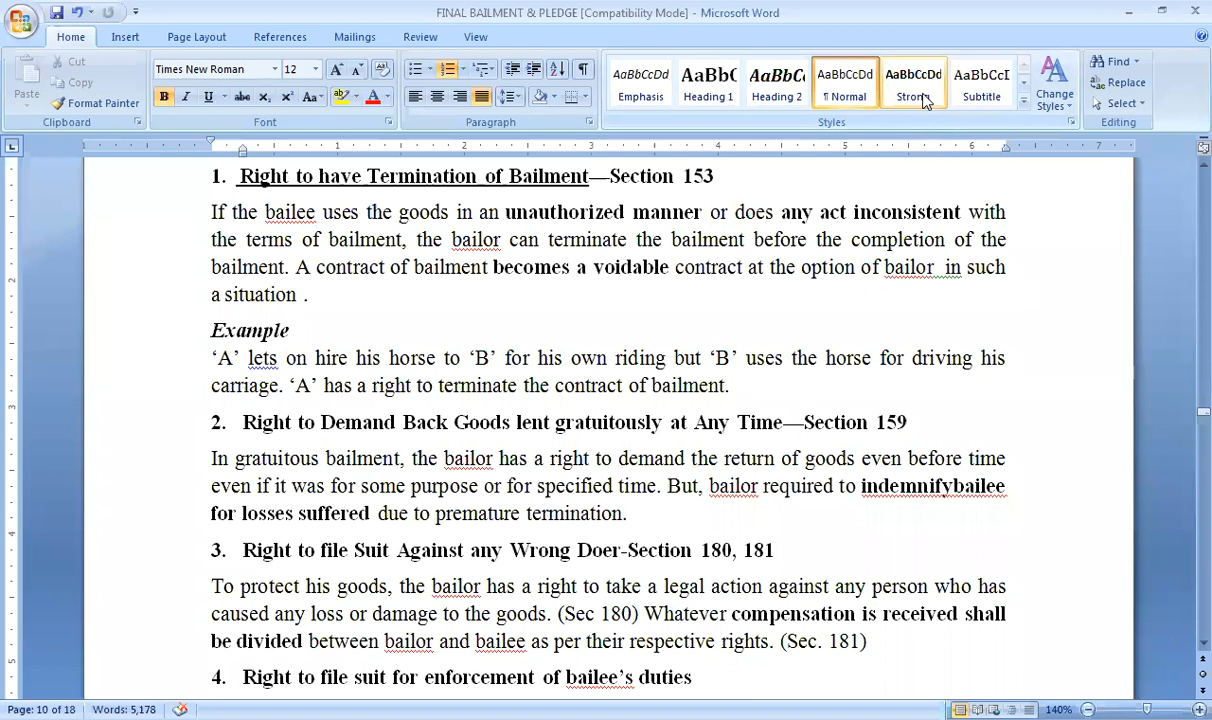 FINAL BAILMENT & PLEDGE [Compatibility Mode] - Microsoft Word
Home Insert Page Layout References Mailings Review View
Paste
Cut
Copy
Format Painter
Clipboard
Times New Roman 12
B I U abc X₂ X² Aa
Font
Paragraph
AaBbCcDd AaBbC AaBbCc AaBbCcDd AaBbCcDd AaBbCcI
Emphasis Heading 1 Heading 2 ¶ Normal Strong Subtitle
Change Styles
Styles
Find
Replace
Select
Editing
1 1 2 3 4 5 6 7
1. Right to have Termination of Bailment—Section 153
If the bailee uses the goods in an unauthorized manner or does any act inconsistent with
the terms of bailment, the bailor can terminate the bailment before the completion of the
bailment. A contract of bailment becomes a voidable contract at the option of bailor in such
a situation .
Example
‘A’ lets on hire his horse to ‘B’ for his own riding but ‘B’ uses the horse for driving his
carriage. ‘A’ has a right to terminate the contract of bailment.
2. Right to Demand Back Goods lent gratuitously at Any Time—Section 159
In gratuitous bailment, the bailor has a right to demand the return of goods even before time
even if it was for some purpose or for specified time. But, bailor required to indemnifybailee
for losses suffered due to premature termination.
3. Right to file Suit Against any Wrong Doer-Section 180, 181
To protect his goods, the bailor has a right to take a legal action against any person who has
caused any loss or damage to the goods. (Sec 180) Whatever compensation is received shall
be divided between bailor and bailee as per their respective rights. (Sec. 181)
4. Right to file suit for enforcement of bailee’s duties
Page: 10 of 18 Words: 5,178 140%